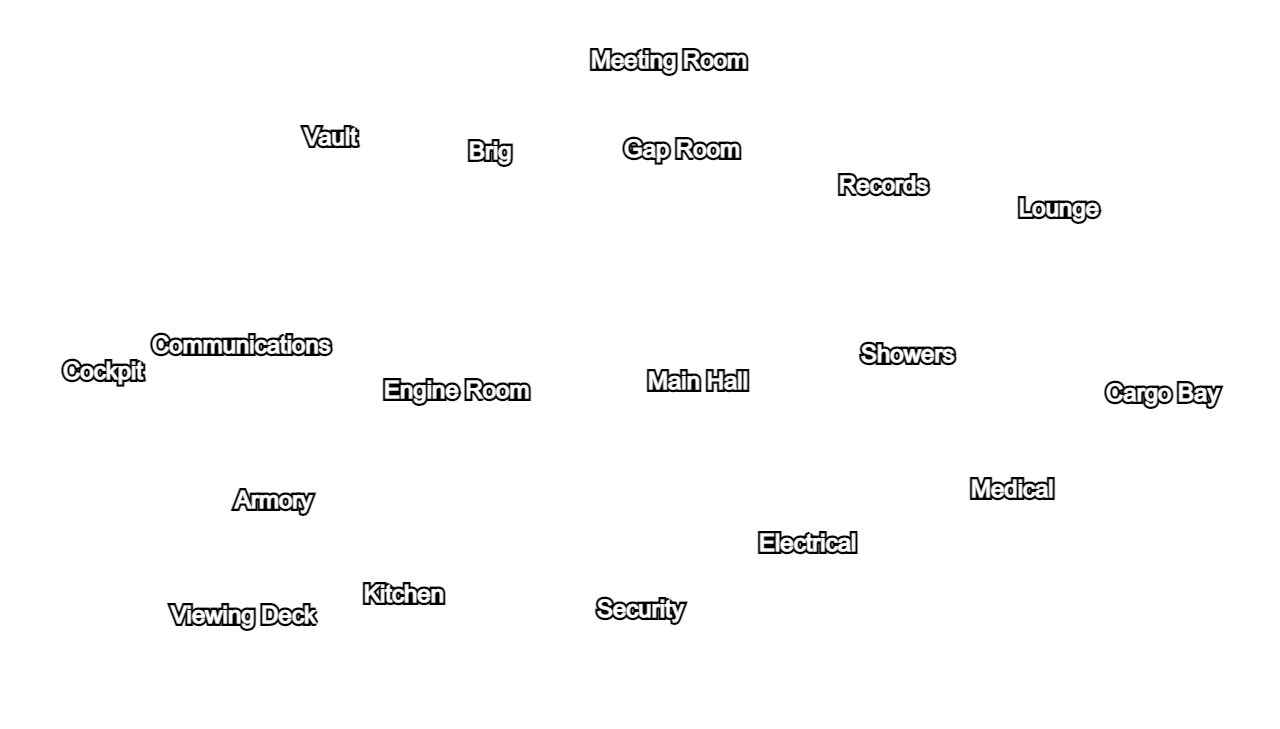 Meeting Room
Vault
Brig
Gap Room
Records
Lounge
Communications
Cockpit
Engine Room
Main Hall
Showers
Cargo Bay
Armory
Medical
Electrical
Kitchen
Viewing Deck
Security